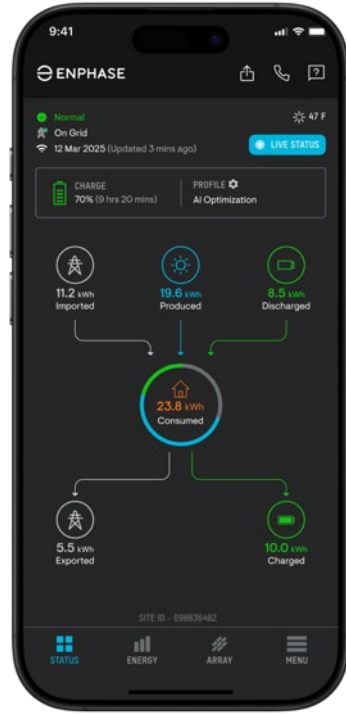 9:41
ENPHASE
Normal
47 F
On Grid
12 Mar 2025 (Updated 3 mins ago)
LIVE STATUS
CHARGE
70% (9 hrs 20 mins)
PROFILE
AI Optimization
11.2 kWh
Imported
19.6 kWh
Produced
8.5 kWh
Discharged
23.8 kWh
Consumed
5.5 kWh
Exported
10.0 kWh
Charged
SITE ID - 698638482
STATUS
ENERGY
ARRAY
MENU